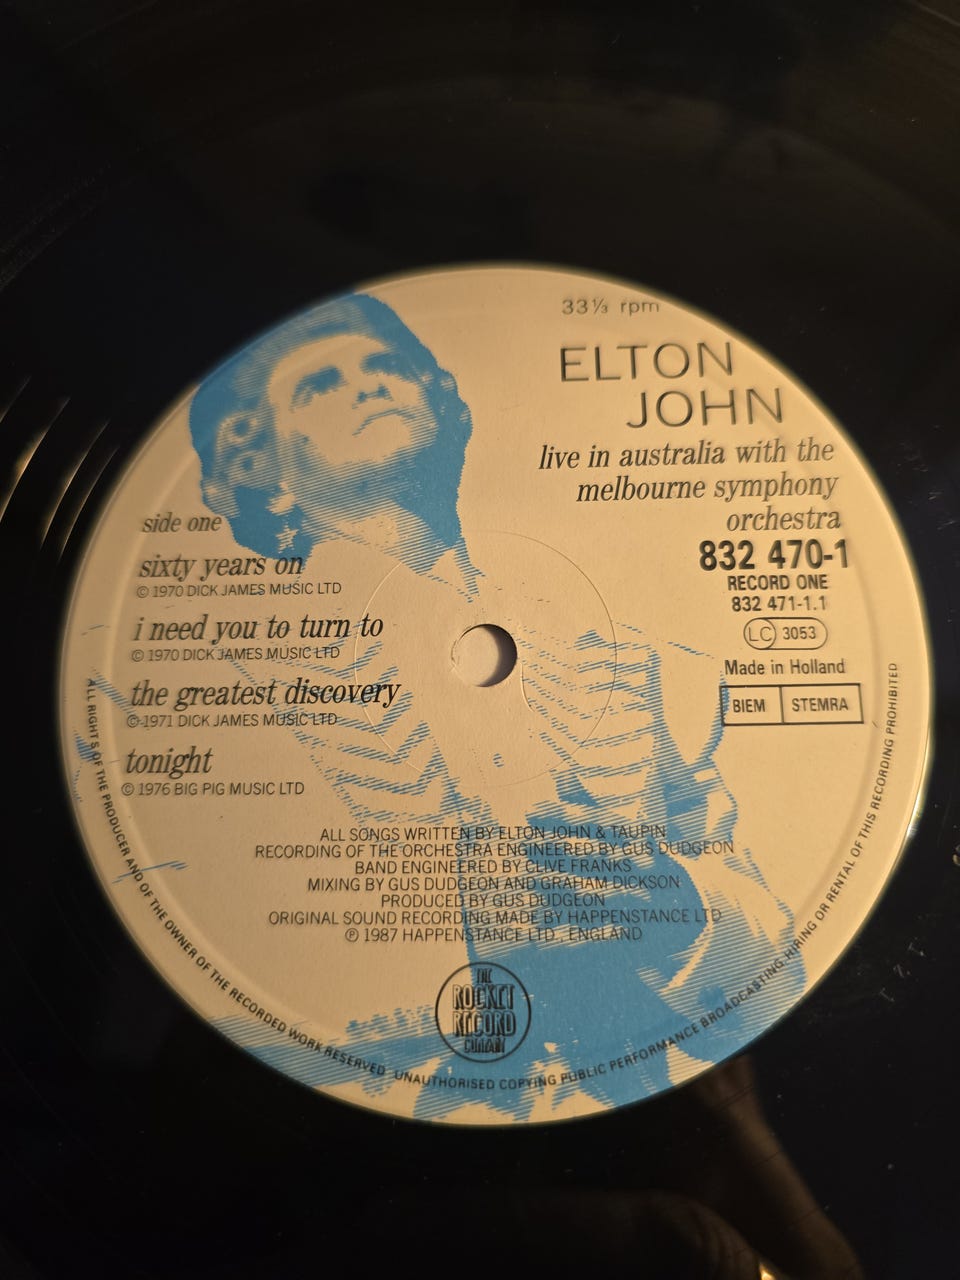 33⅓ rpm
ELTON
JOHN
live in australia with the
melbourne symphony
orchestra
832 470-1
RECORD ONE
832 471-1.1
LC 3053
Made in Holland
BIEM STEMRA
side one
sixty years on
© 1970 DICK JAMES MUSIC LTD
i need you to turn to
© 1970 DICK JAMES MUSIC LTD
the greatest discovery
© 1971 DICK JAMES MUSIC LTD
tonight
© 1976 BIG PIG MUSIC LTD
ALL SONGS WRITTEN BY ELTON JOHN & TAUPIN
RECORDING OF THE ORCHESTRA ENGINEERED BY GUS DUDGEON
BAND ENGINEERED BY CLIVE FRANKS
MIXING BY GUS DUDGEON AND GRAHAM DICKSON
PRODUCED BY GUS DUDGEON
ORIGINAL SOUND RECORDING MADE BY HAPPENSTANCE LTD
℗ 1987 HAPPENSTANCE LTD., ENGLAND
THE
ROCKET
RECORD
COMPANY
ALL RIGHTS OF THE PRODUCER AND OF THE OWNER OF THE RECORDED WORK RESERVED UNAUTHORISED COPYING PUBLIC PERFORMANCE BROADCASTING, HIRING OR RENTAL OF THIS RECORDING PROHIBITED